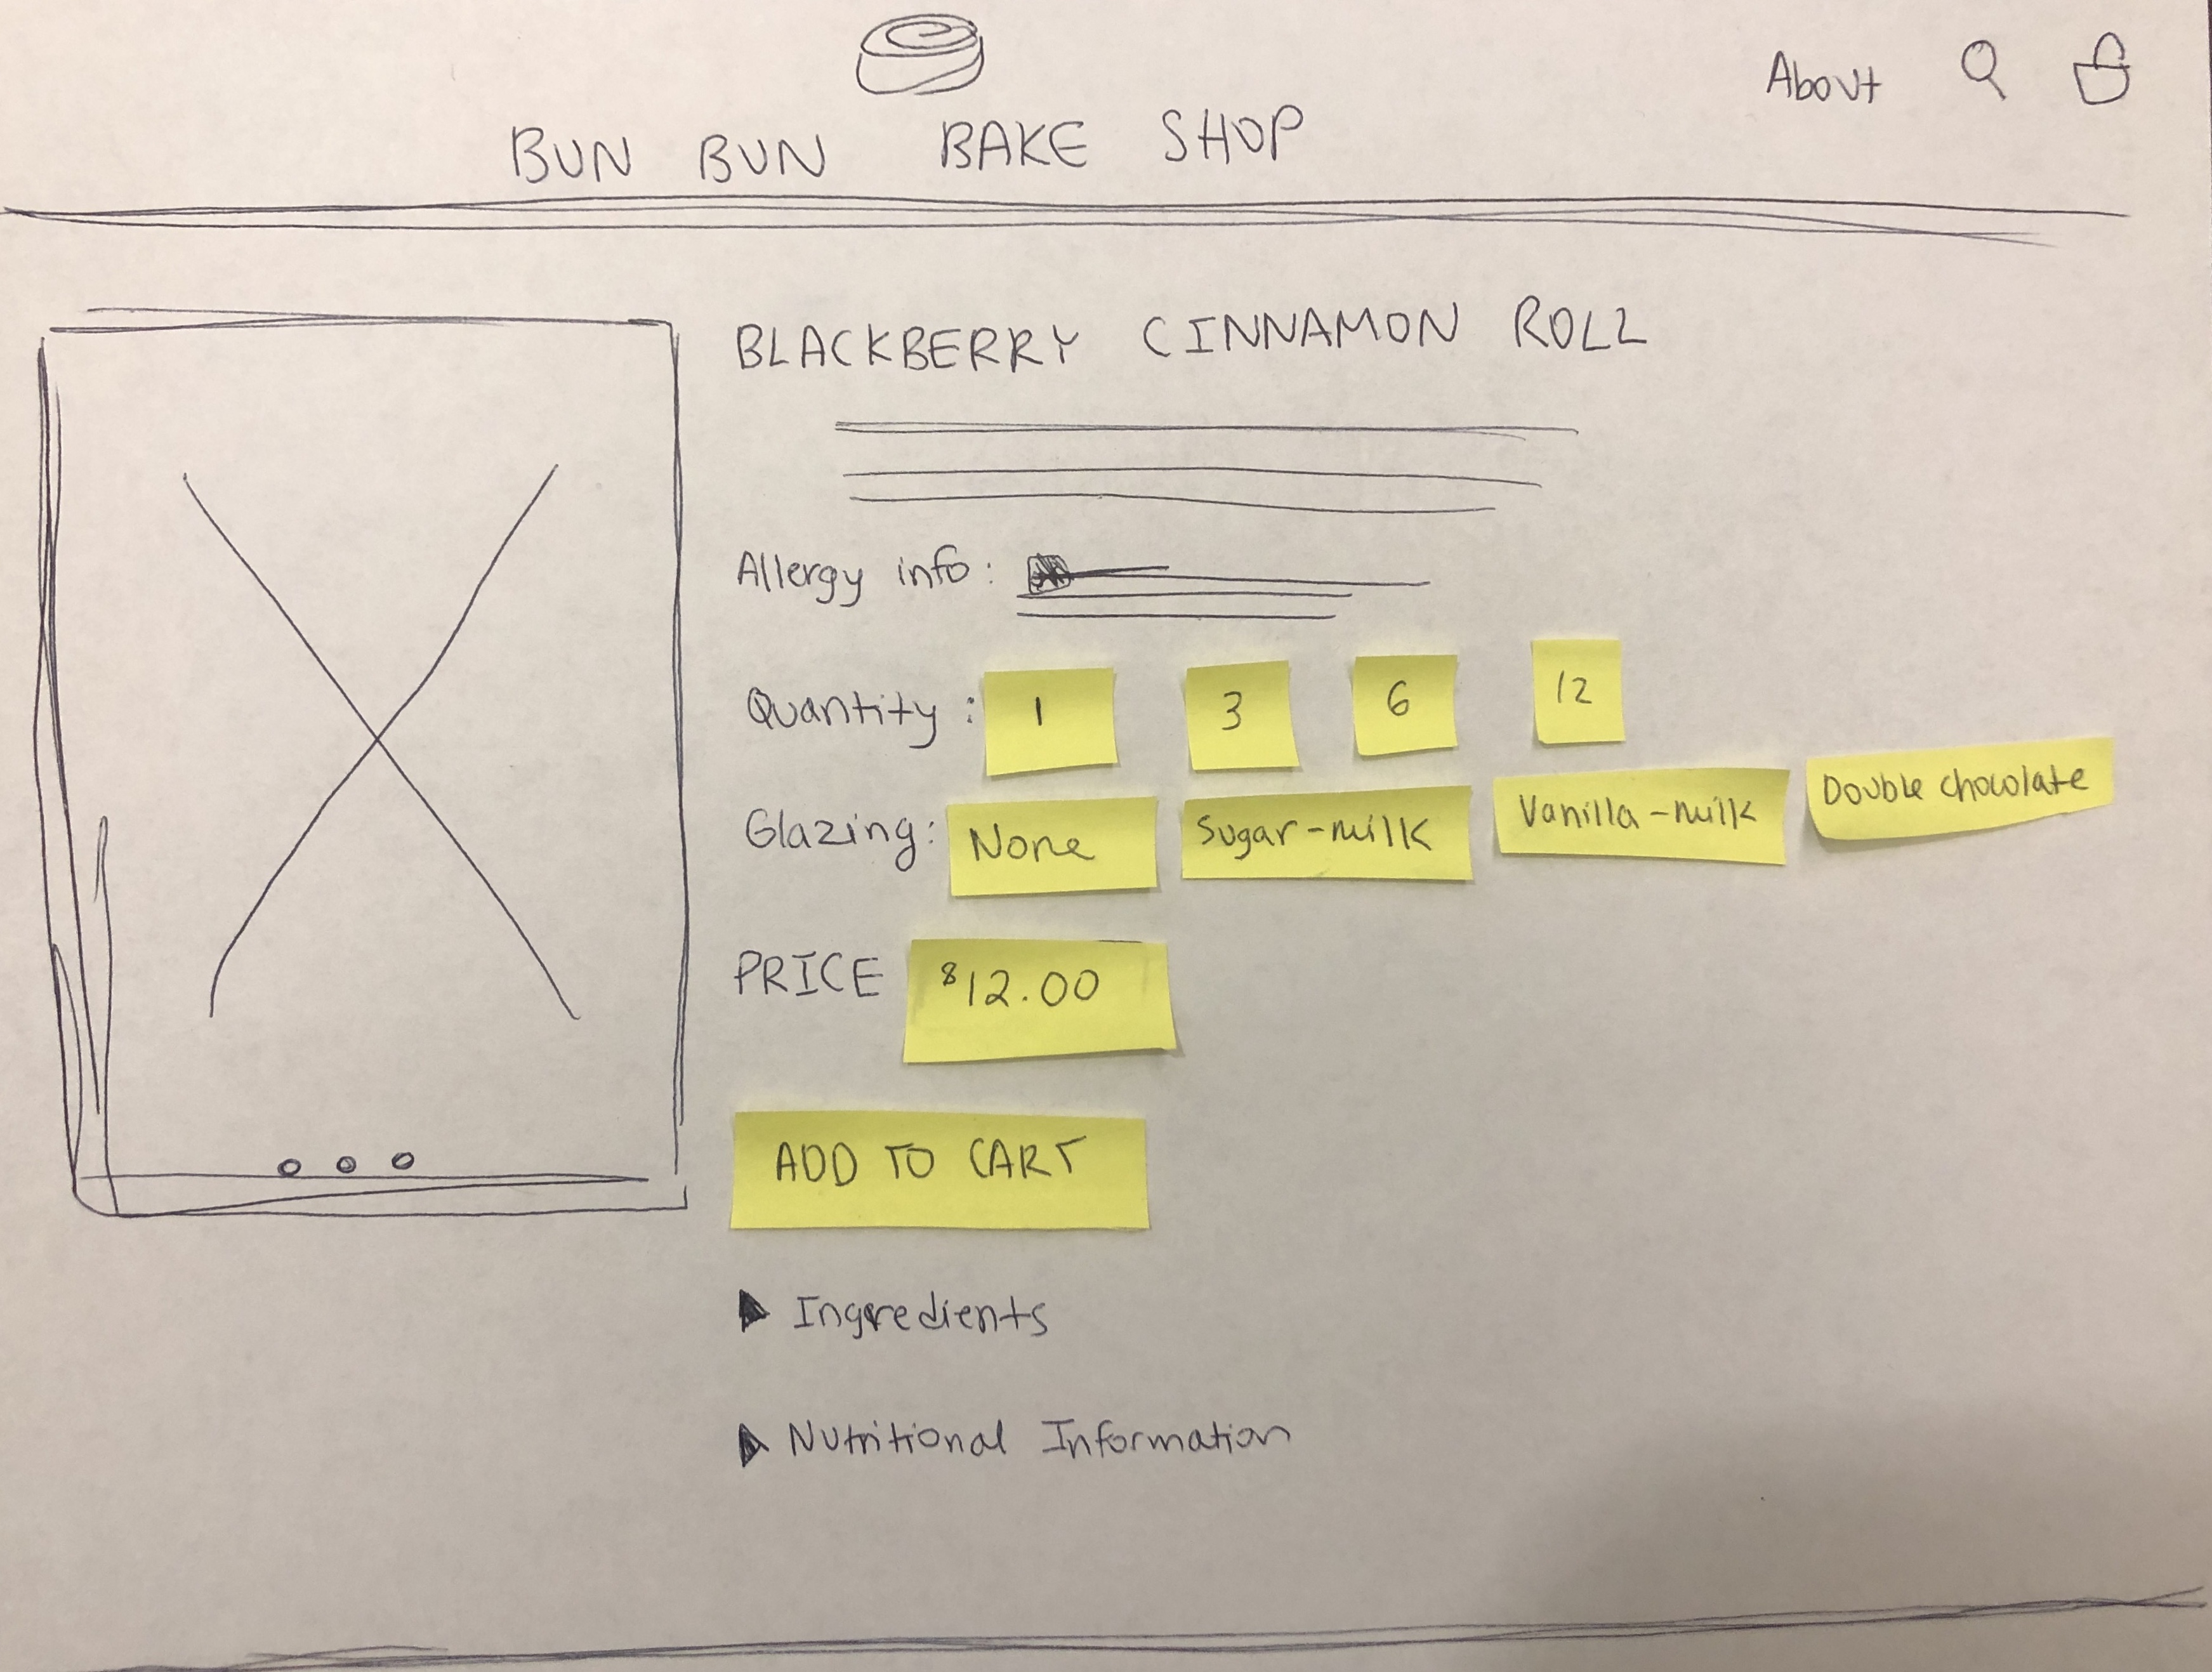 About
BUN BUN BAKE SHOP
BLACKBERRY CINNAMON ROLL
Allergy info:
Quantity: 1 3 6 12
Glazing: None Sugar-milk Vanilla-milk Double chocolate
PRICE $12.00
ADD TO CART
Ingredients
Nutritional Information